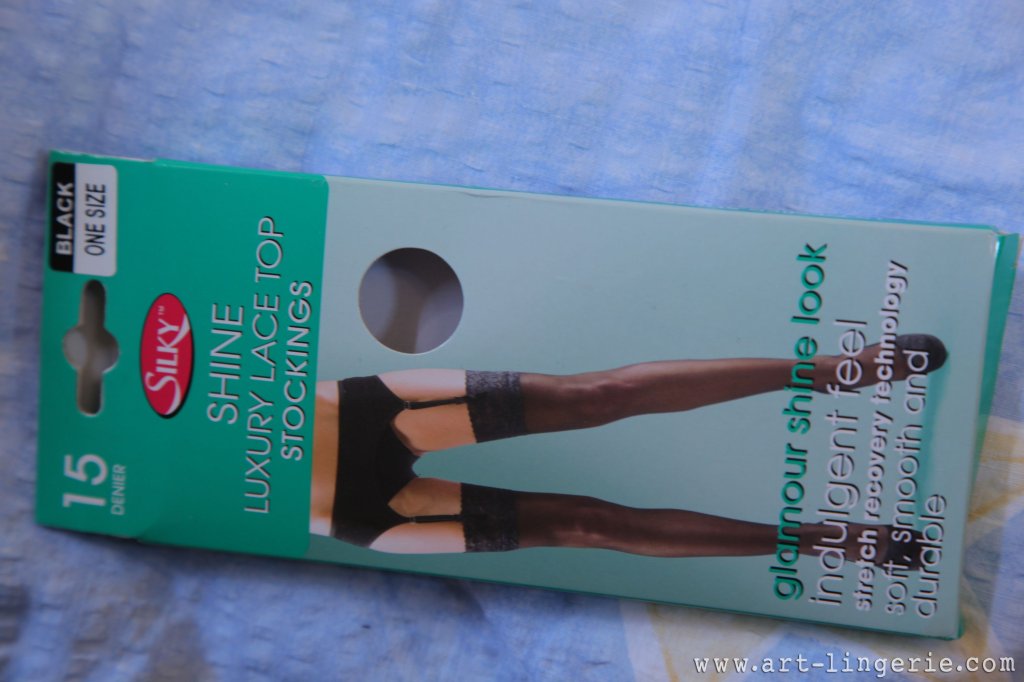 BLACK
ONE SIZE
SILKY™
15
DENIER
SHINE
LUXURY LACE TOP
STOCKINGS
glamour shine look
indulgent feel
stretch recovery technology
soft, smooth and
durable
www.art-lingerie.com